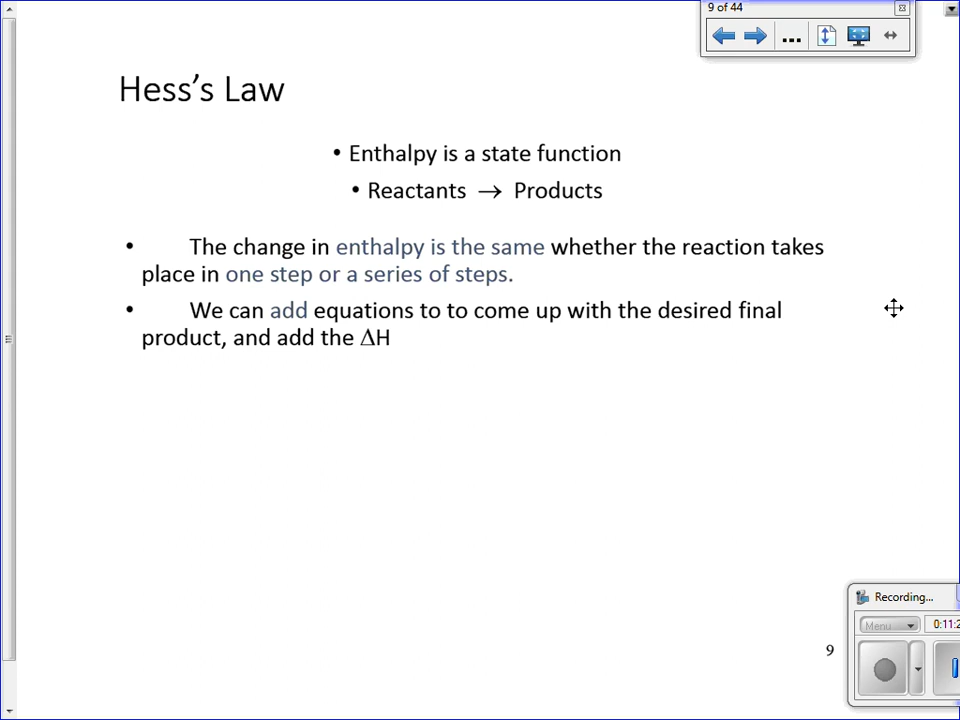 9 of 44
Hess’s Law
• Enthalpy is a state function
• Reactants → Products
• The change in enthalpy is the same whether the reaction takes
place in one step or a series of steps.
• We can add equations to to come up with the desired final
product, and add the ΔH
Recording...
Menu
0:11:2
9